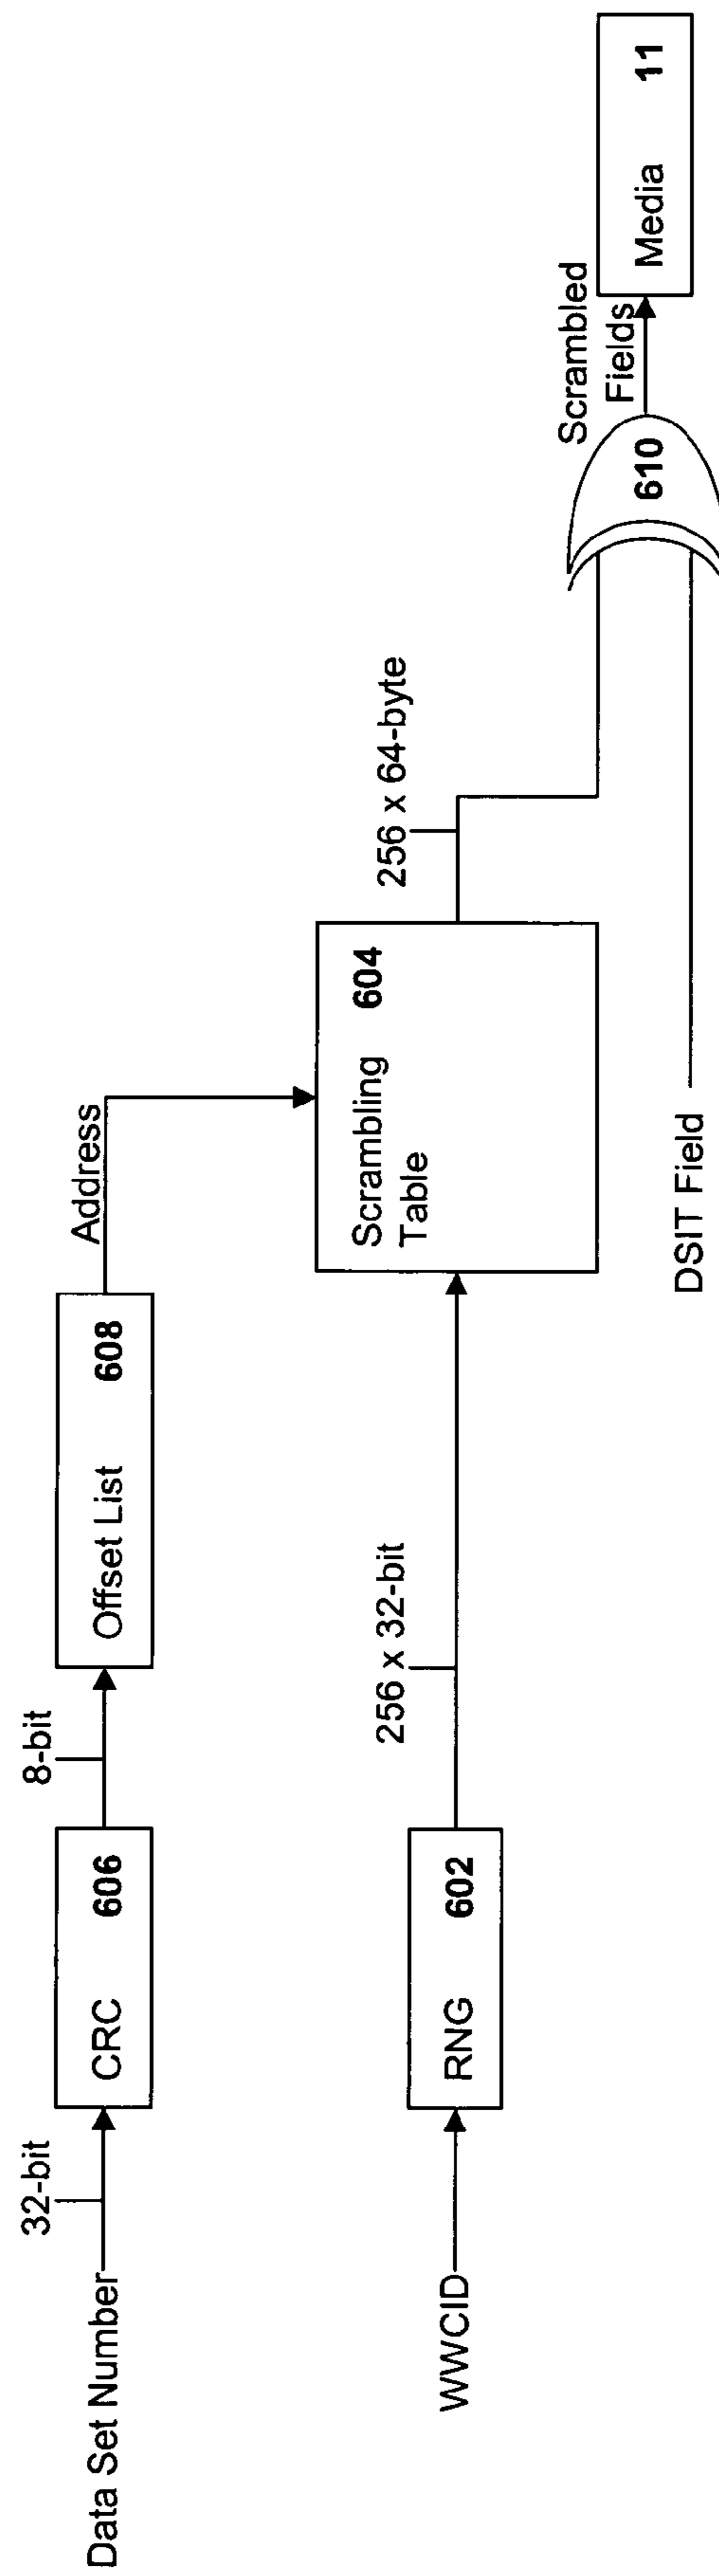 32-bit
8-bit
Data Set Number
CRC 606
Offset List 608
Address
WWCID
RNG 602
256 x 32-bit
Scrambling 604
Table
256 x 64-byte
DSIT Field
610
Scrambled
Fields
Media 11